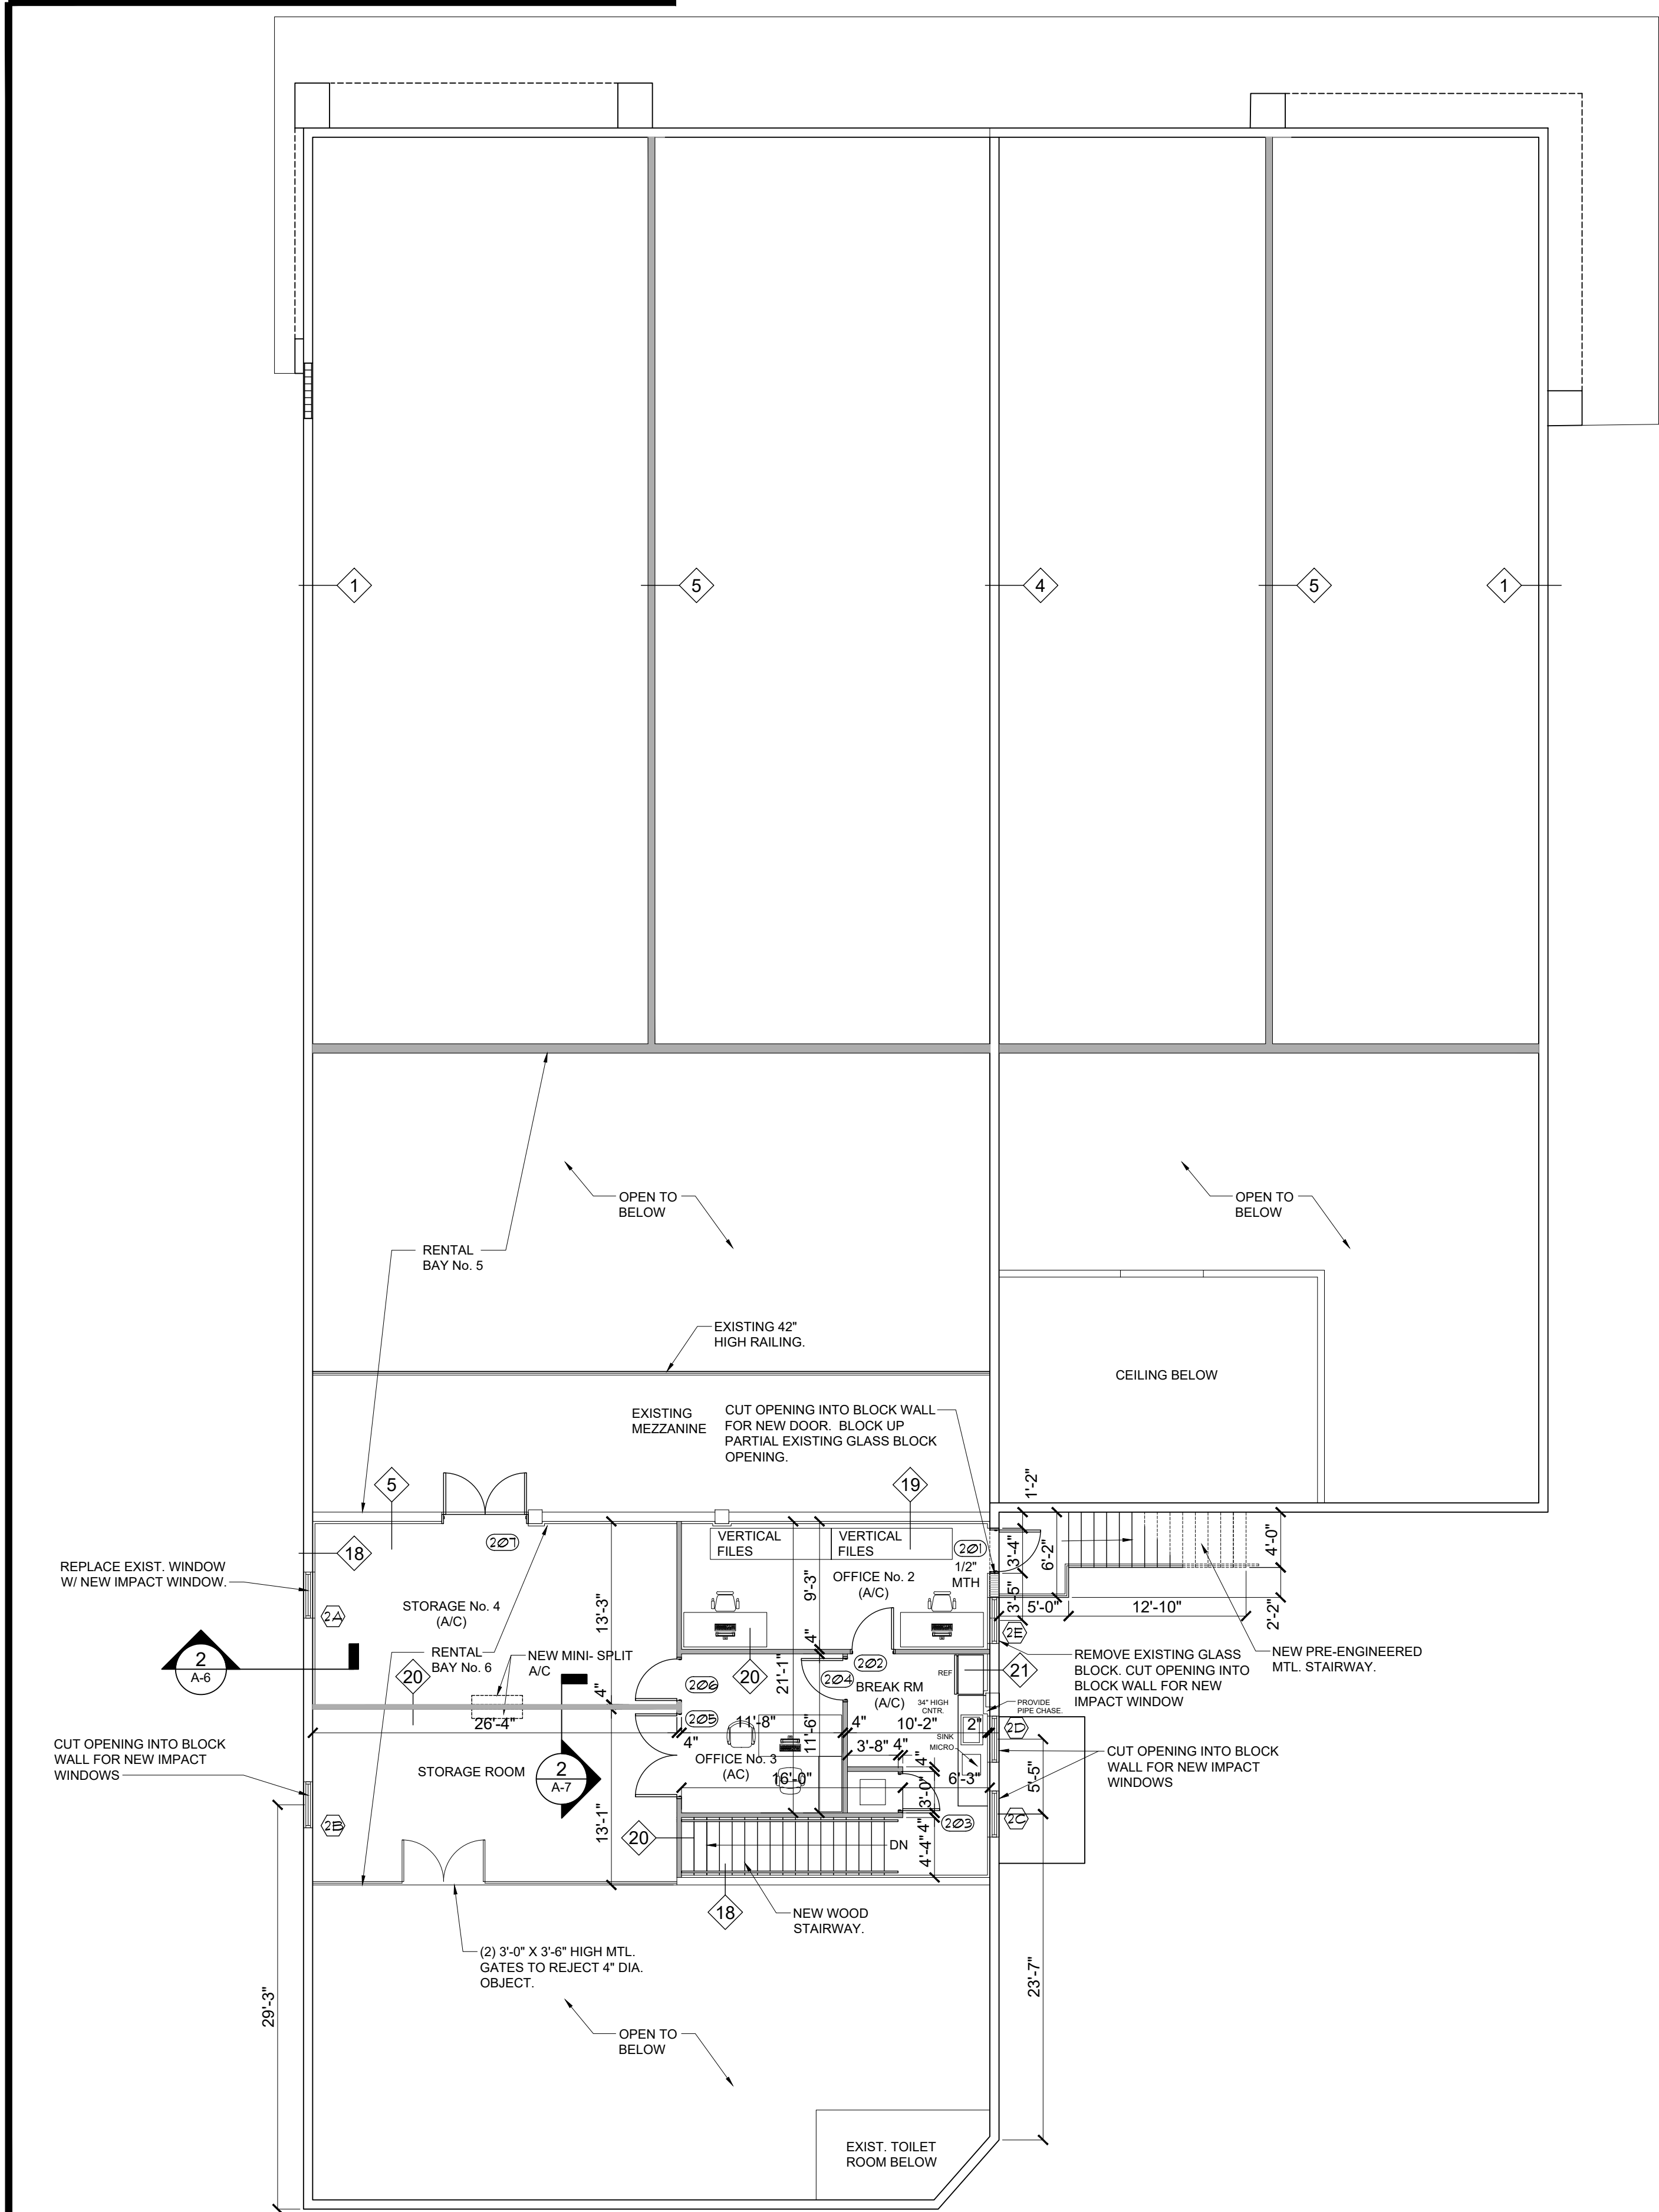 1
5
4
5
1
OPEN TO
BELOW
OPEN TO
BELOW
RENTAL
BAY No. 5
EXISTING 42"
HIGH RAILING.
CEILING BELOW
EXISTING
MEZZANINE
CUT OPENING INTO BLOCK WALL
FOR NEW DOOR. BLOCK UP
PARTIAL EXISTING GLASS BLOCK
OPENING.
5
19
1'-2"
18
207
VERTICAL
FILES
VERTICAL
FILES
201
1/2"
MTH
3'-4"
6'-2"
4'-0"
REPLACE EXIST. WINDOW
W/ NEW IMPACT WINDOW.
OFFICE No. 2
(A/C)
9'-3"
STORAGE No. 4
(A/C)
13'-3"
2A
3'-5"
5'-0"
12'-10"
2'-2"
2E
4"
RENTAL
BAY No. 6
NEW MINI- SPLIT
A/C
2
A-6
20
20
21'-1"
202
204
206
BREAK RM
(A/C)
REF
21
REMOVE EXISTING GLASS
BLOCK. CUT OPENING INTO
BLOCK WALL FOR NEW
IMPACT WINDOW
NEW PRE-ENGINEERED
MTL. STAIRWAY.
4"
34" HIGH
CNTR.
PROVIDE
PIPE CHASE.
205
26'-4"
4"
11'-8"
11'-6"
4"
10'-2"
2"
2D
SINK
MICRO
CUT OPENING INTO BLOCK
WALL FOR NEW IMPACT
WINDOWS
3'-8"
4"
4"
OFFICE No. 3
(AC)
CUT OPENING INTO BLOCK
WALL FOR NEW IMPACT
WINDOWS
STORAGE ROOM
2
A-7
16'-0"
3'-0"
6'-3"
5'-5"
2B
13'-1"
203
2C
4"
20
DN
4'-4"
18
NEW WOOD
STAIRWAY.
(2) 3'-0" X 3'-6" HIGH MTL.
GATES TO REJECT 4" DIA.
OBJECT.
29'-3"
23'-7"
OPEN TO
BELOW
EXIST. TOILET
ROOM BELOW